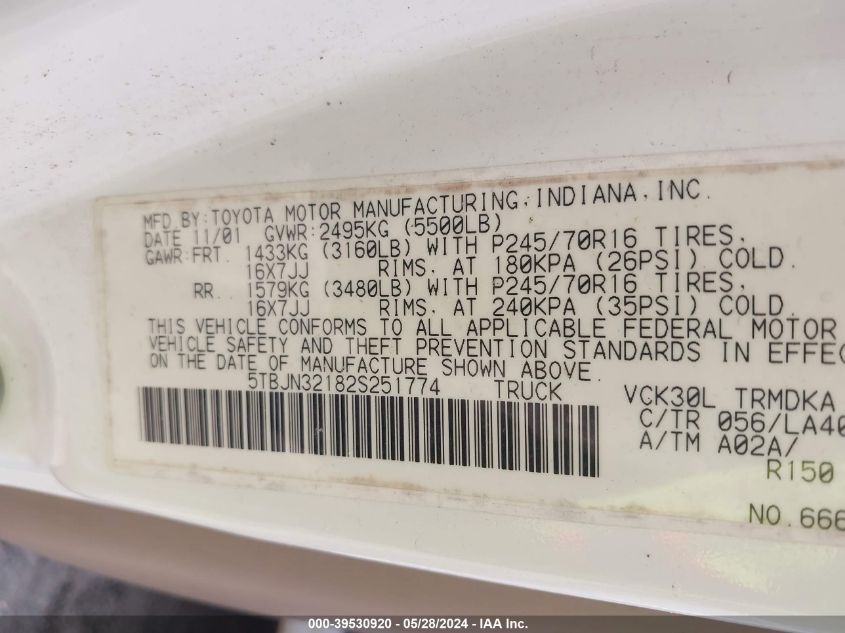 MFD BY:TOYOTA MOTOR MANUFACTURING,INDIANA,INC.
DATE 11/01 GVWR:2495KG (5500LB)
GAWR:FRT. 1433KG (3160LB) WITH P245/70R16 TIRES.
16X7JJ RIMS. AT 180KPA (26PSI) COLD.
RR. 1579KG (3480LB) WITH P245/70R16 TIRES.
16X7JJ RIMS. AT 240KPA (35PSI) COLD.
THIS VEHICLE CONFORMS TO ALL APPLICABLE FEDERAL MOTOR
VEHICLE SAFETY AND THEFT PREVENTION STANDARDS IN EFFEC
ON THE DATE OF MANUFACTURE SHOWN ABOVE.
5TBJN32182S251774 TRUCK VCK30L TRMDKA
C/TR 056/LA40
A/TM A02A/
R150
NO.666
000-39530920 - 05/28/2024 - IAA Inc.